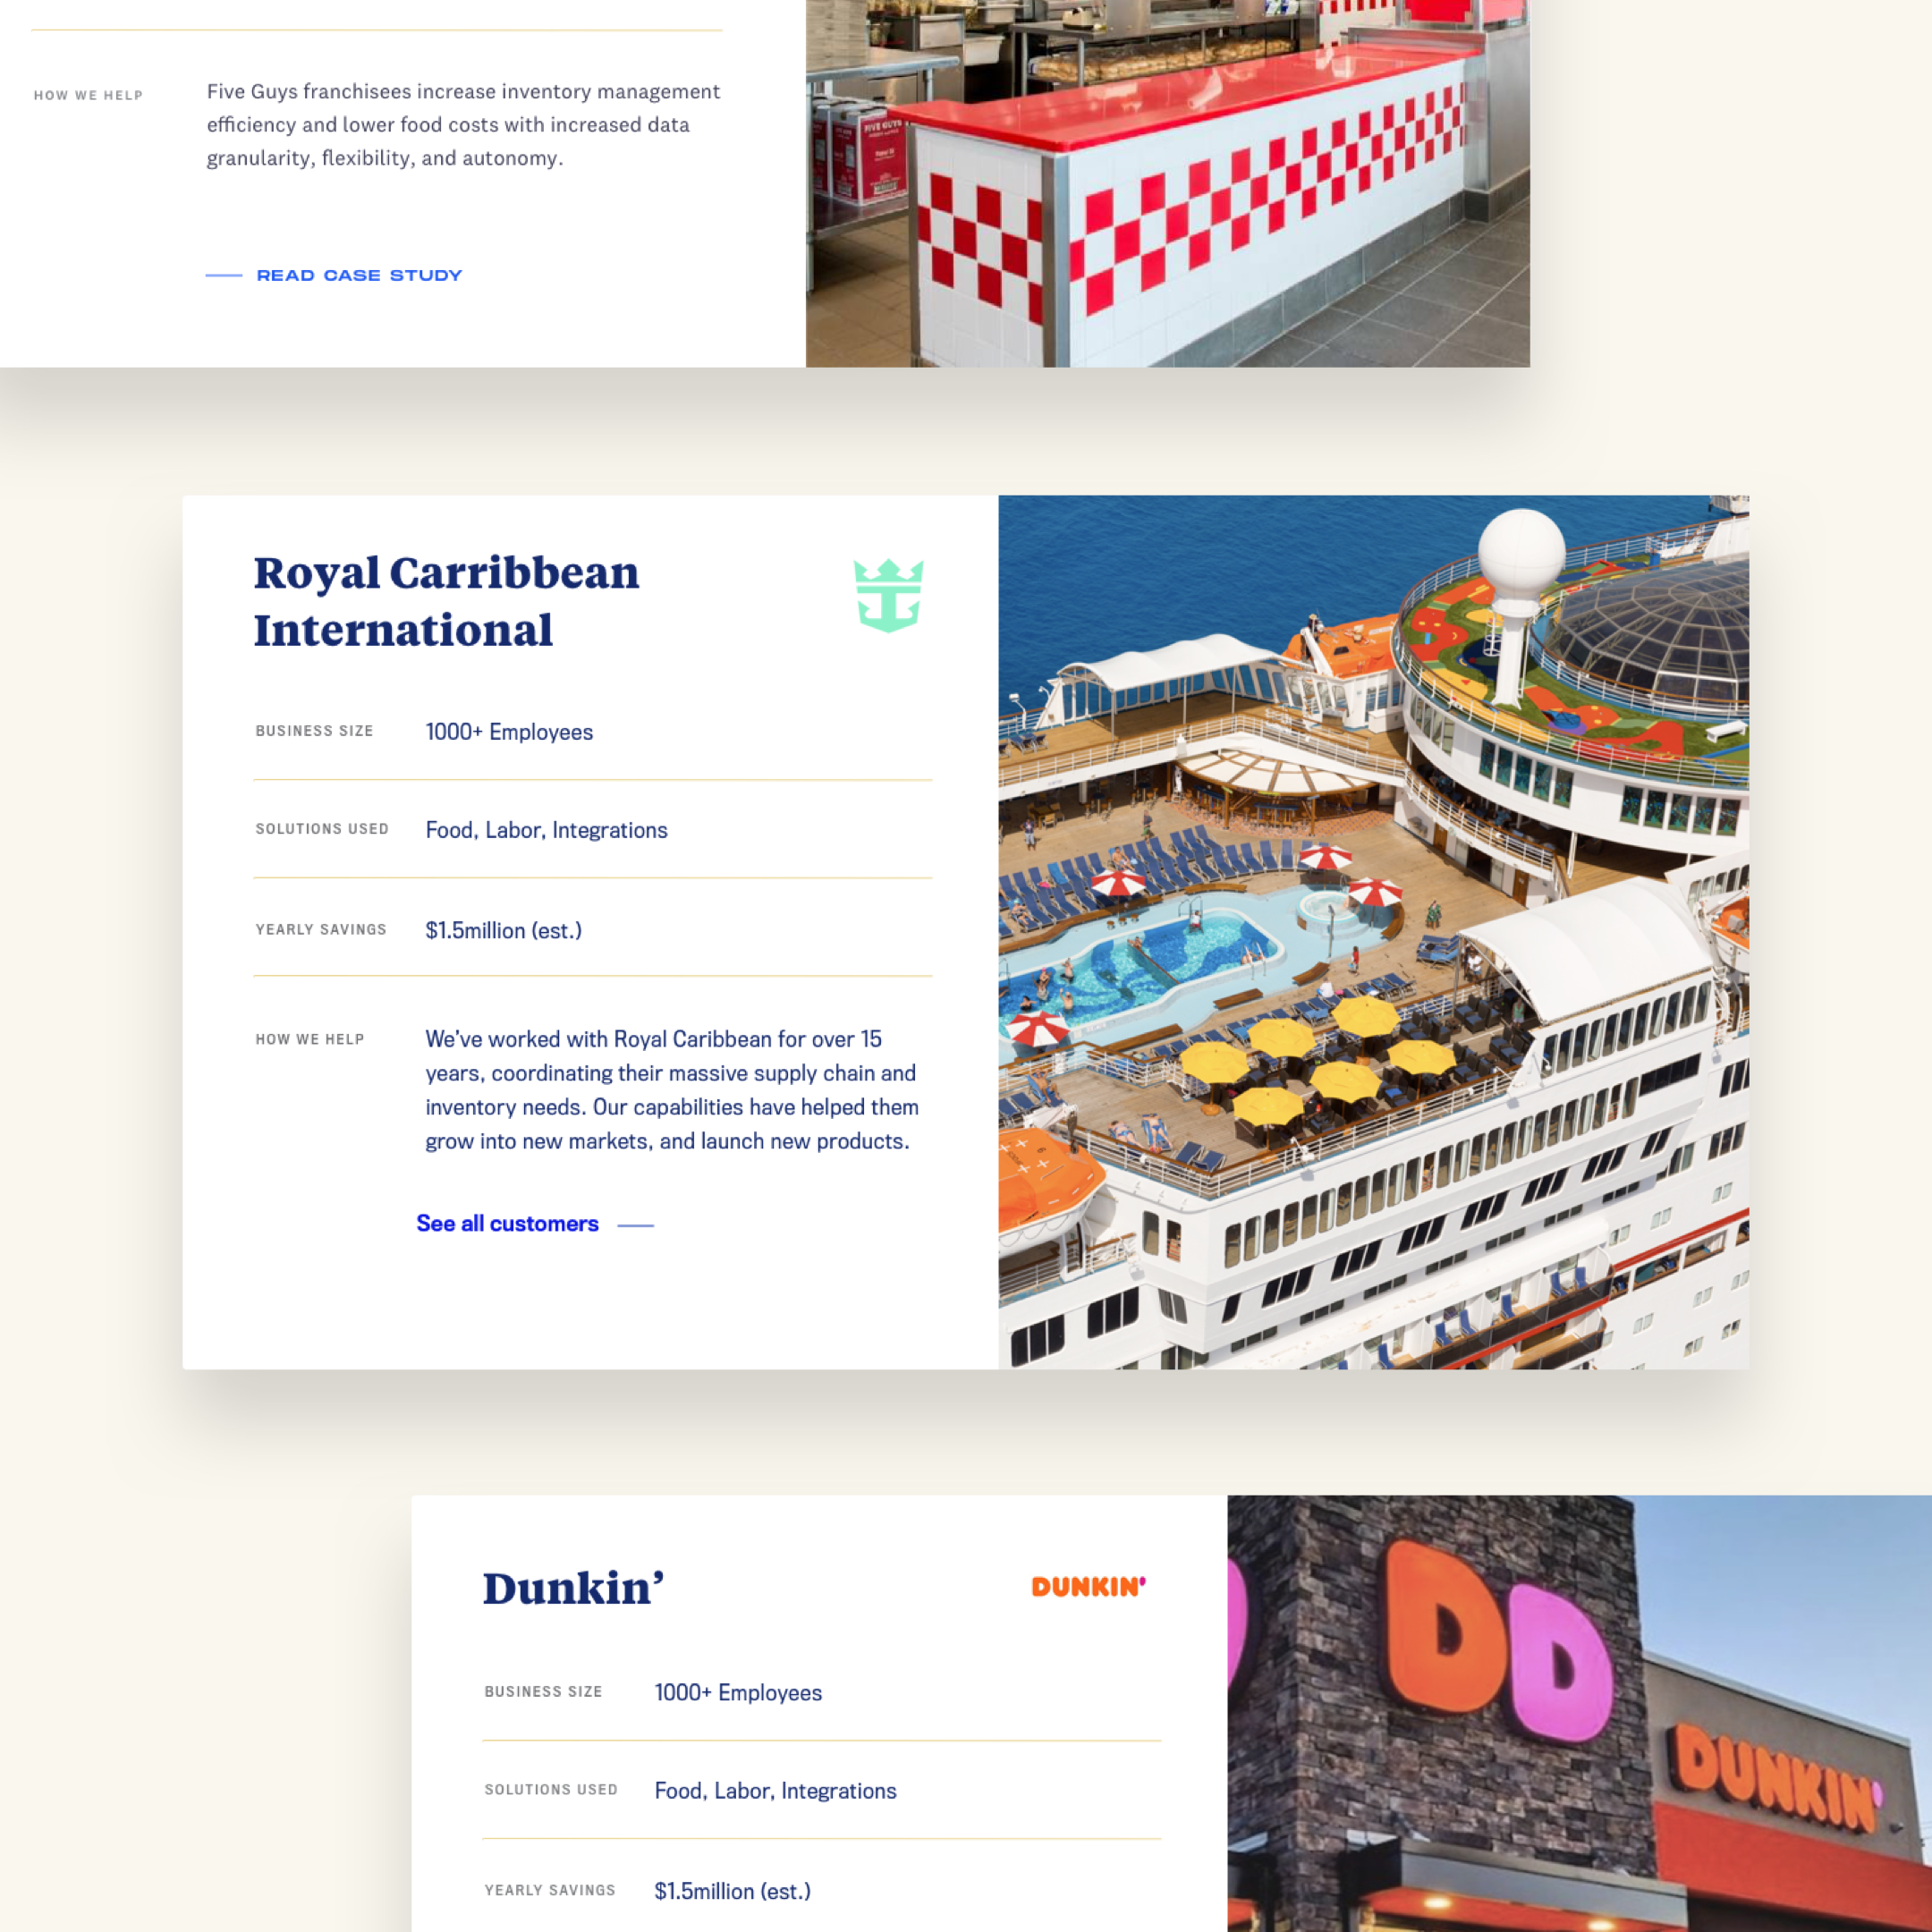 HOW WE HELP
Five Guys franchisees increase inventory management
efficiency and lower food costs with increased data
granularity, flexibility, and autonomy.
READ CASE STUDY
FIVE GUYS
Royal Carribbean
International
BUSINESS SIZE
1000+ Employees
SOLUTIONS USED
Food, Labor, Integrations
YEARLY SAVINGS
$1.5million (est.)
HOW WE HELP
We’ve worked with Royal Caribbean for over 15
years, coordinating their massive supply chain and
inventory needs. Our capabilities have helped them
grow into new markets, and launch new products.
See all customers
Dunkin’
DUNKIN'
BUSINESS SIZE
1000+ Employees
SOLUTIONS USED
Food, Labor, Integrations
YEARLY SAVINGS
$1.5million (est.)
DD
DUNKIN'